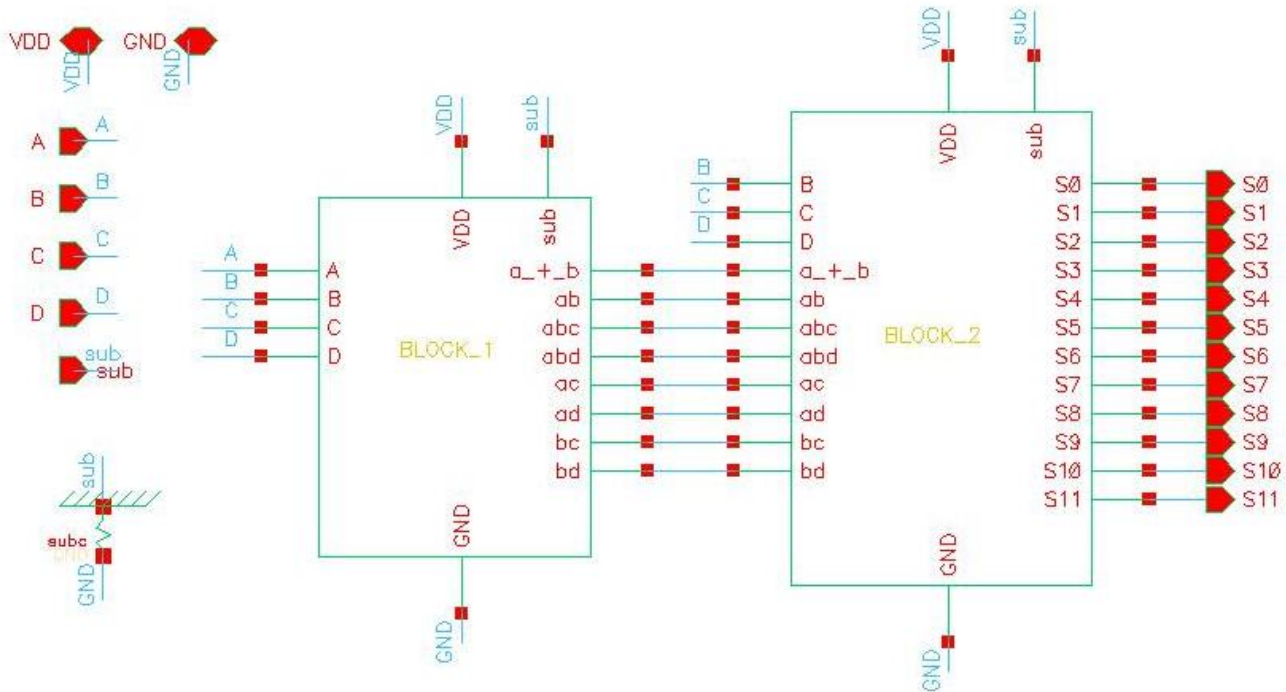 VDD GND
VDD GND
A A
B B
C C
D D
sub
sub
sub
subc
GND
VDD sub
VDD sub
A A a_+_b
B B ab
C C abc
D D abd
BLOCK_1
ac
ad
bc
bd
GND
GND
VDD sub
VDD sub
B B S0 S0
C C S1 S1
D D S2 S2
a_+_b S3 S3
ab S4 S4
abc S5 S5
BLOCK_2
abd S6 S6
ac S7 S7
ad S8 S8
bc S9 S9
bd S10 S10
S11 S11
GND
GND